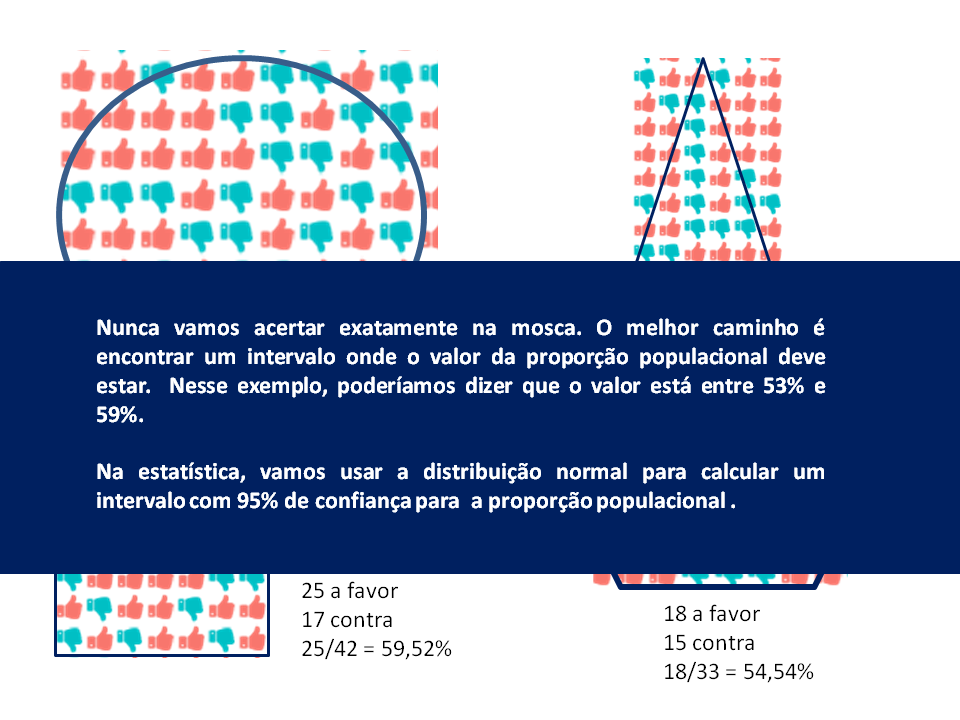 Nunca vamos acertar exatamente na mosca. O melhor caminho é
encontrar um intervalo onde o valor da proporção populacional deve
estar. Nesse exemplo, poderíamos dizer que o valor está entre 53% e
59%.
Na estatística, vamos usar a distribuição normal para calcular um
intervalo com 95% de confiança para a proporção populacional .
25 a favor
17 contra
25/42 = 59,52%
18 a favor
15 contra
18/33 = 54,54%